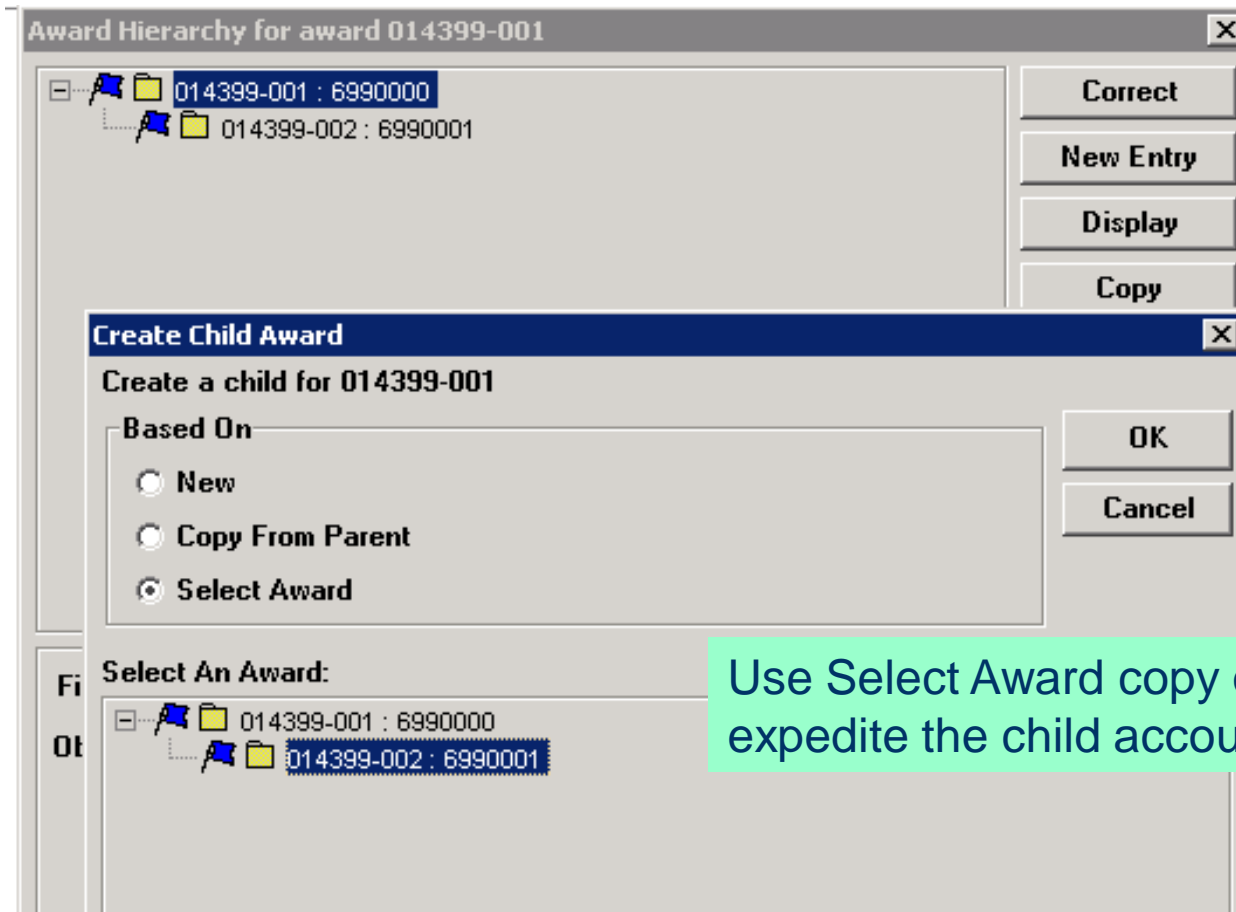 Award Hierarchy for award 014399-001
014399-001 : 6990000
014399-002 : 6990001
Correct
New Entry
Display
Copy
Create Child Award
Create a child for 014399-001
Based On
New
Copy From Parent
Select Award
OK
Cancel
Select An Award:
014399-001 : 6990000
014399-002 : 6990001
Fi
Use Select Award copy
expedite the child accou